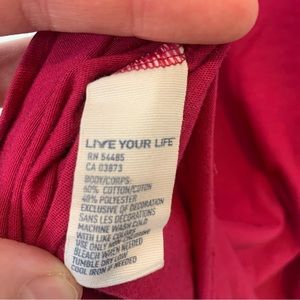 LIVE YOUR LIFE
RN 54485
CA 03873
BODY/CORPS:
60% COTTON/COTON
40% POLYESTER
EXCLUSIVE OF DECORATION
SANS LES DÉCORATIONS
MACHINE WASH COLD
WITH LIKE COLORS
USE ONLY NON-CHLORINE
BLEACH WHEN NEEDED
TUMBLE DRY LOW
COOL IRON IF NEEDED